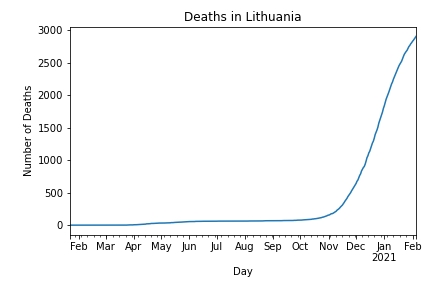 Deaths in Lithuania
3000
2500
2000
1500
1000
500
0
Number of Deaths
Feb Mar Apr May Jun Jul Aug Sep Oct Nov Dec Jan Feb
2021
Day